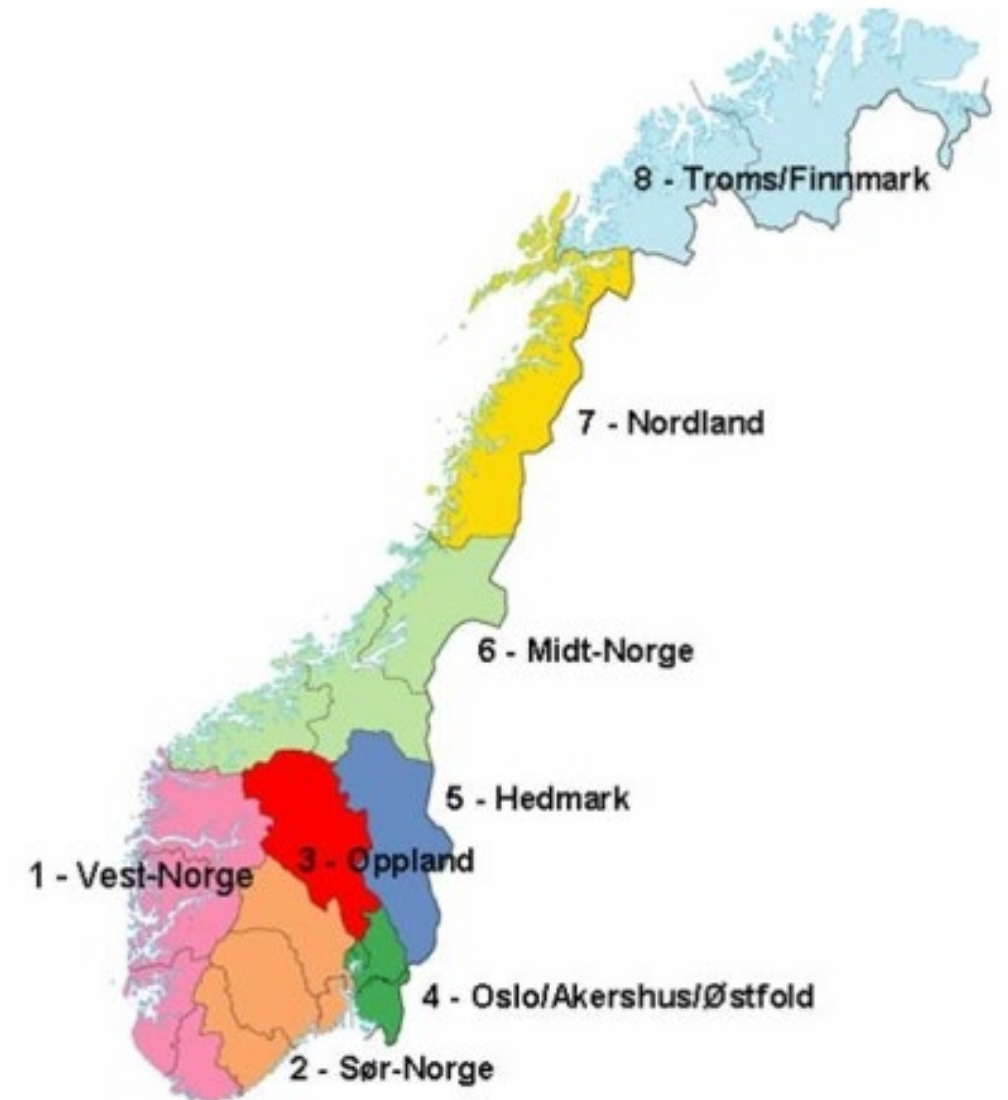 8 - Troms/Finnmark
7 - Nordland
6 - Midt-Norge
5 - Hedmark
3 - Oppland
1 - Vest-Norge
4 - Oslo/Akershus/Østfold
2 - Sør-Norge